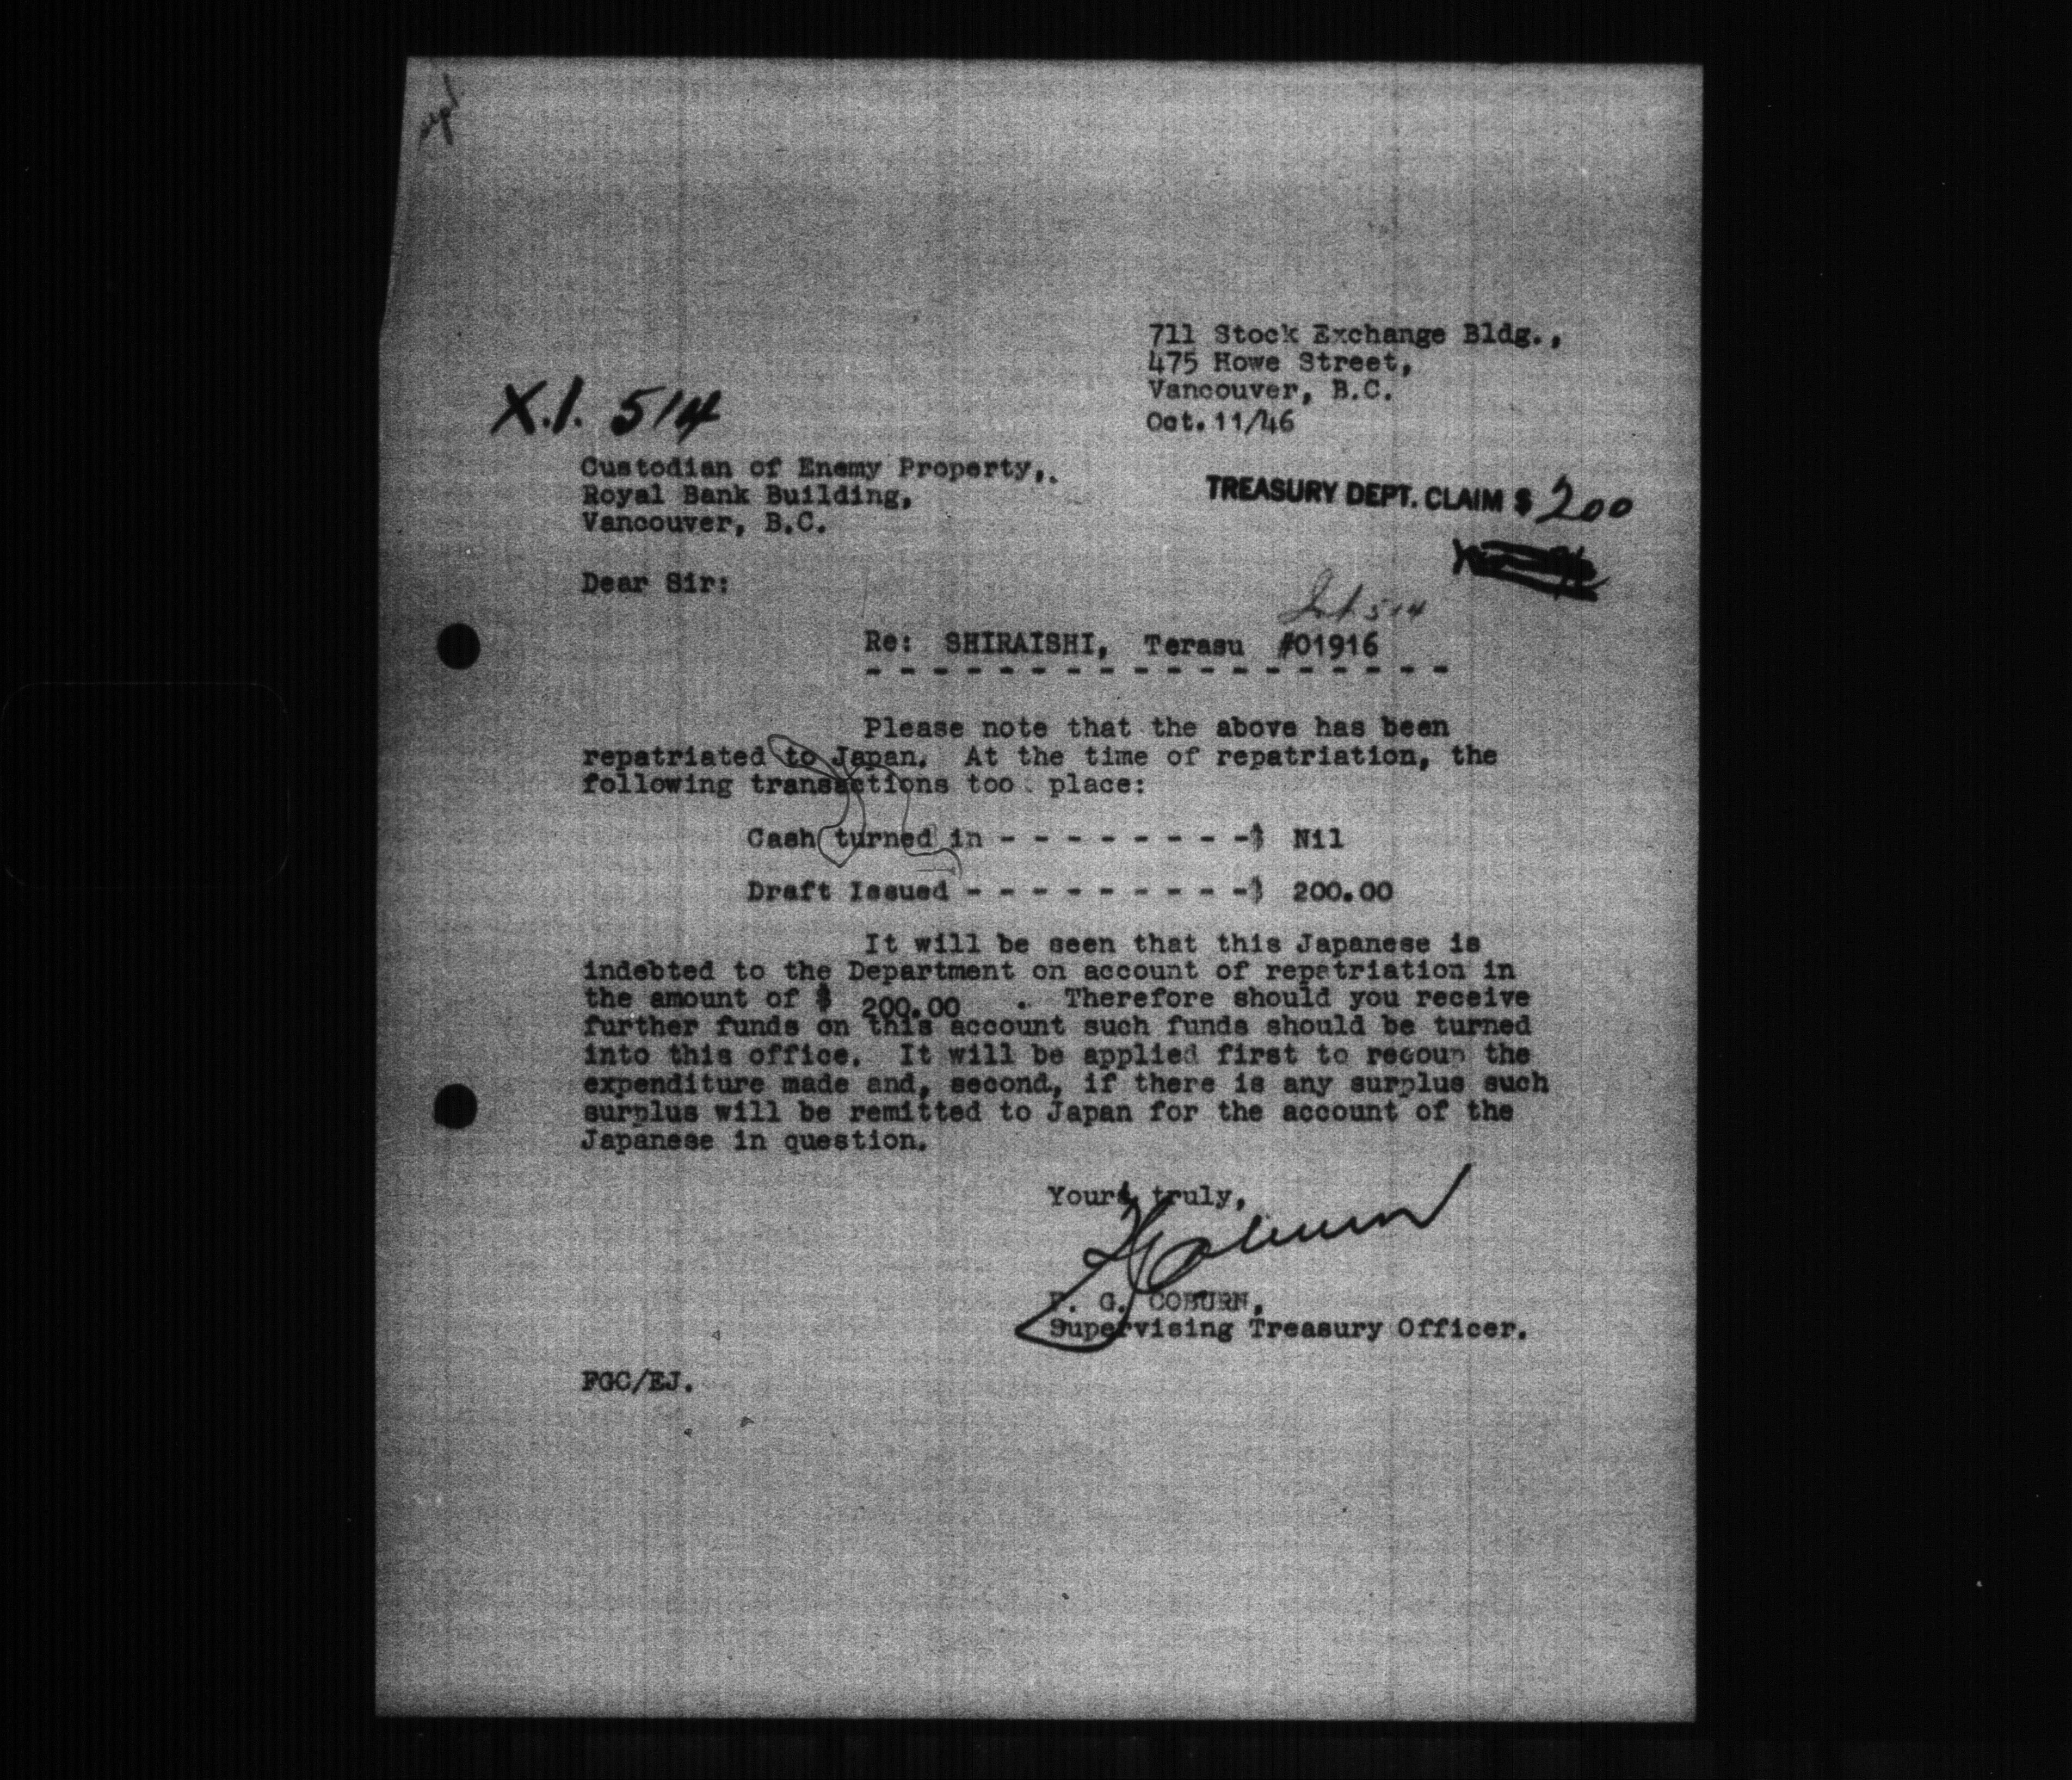 711 Stock Exchange Bldg.,
475 Howe Street,
Vancouver, B.C.
Oct. 11/46
X.1. 514
Custodian of Enemy Property,.
Royal Bank Building,
Vancouver, B.C.
TREASURY DEPT. CLAIM $ 200
Dear Sir:
514
Re: SHIRAISHI, Terasu #01916
Please note that the above has been
repatriated to Japan. At the time of repatriation, the
following transactions too place:
Cash turned in - - - - - - - -$ Nil
Draft Issued - - - - - - - - -$ 200.00
It will be seen that this Japanese is
indebted to the Department on account of repatriation in
the amount of $ 200.00 . Therefore should you receive
further funds on this account such funds should be turned
into this office. It will be applied first to recoup the
expenditure made and, second, if there is any surplus such
surplus will be remitted to Japan for the account of the
Japanese in question.
Yours truly,
F. G. COBURN,
Supervising Treasury Officer.
FGC/EJ.